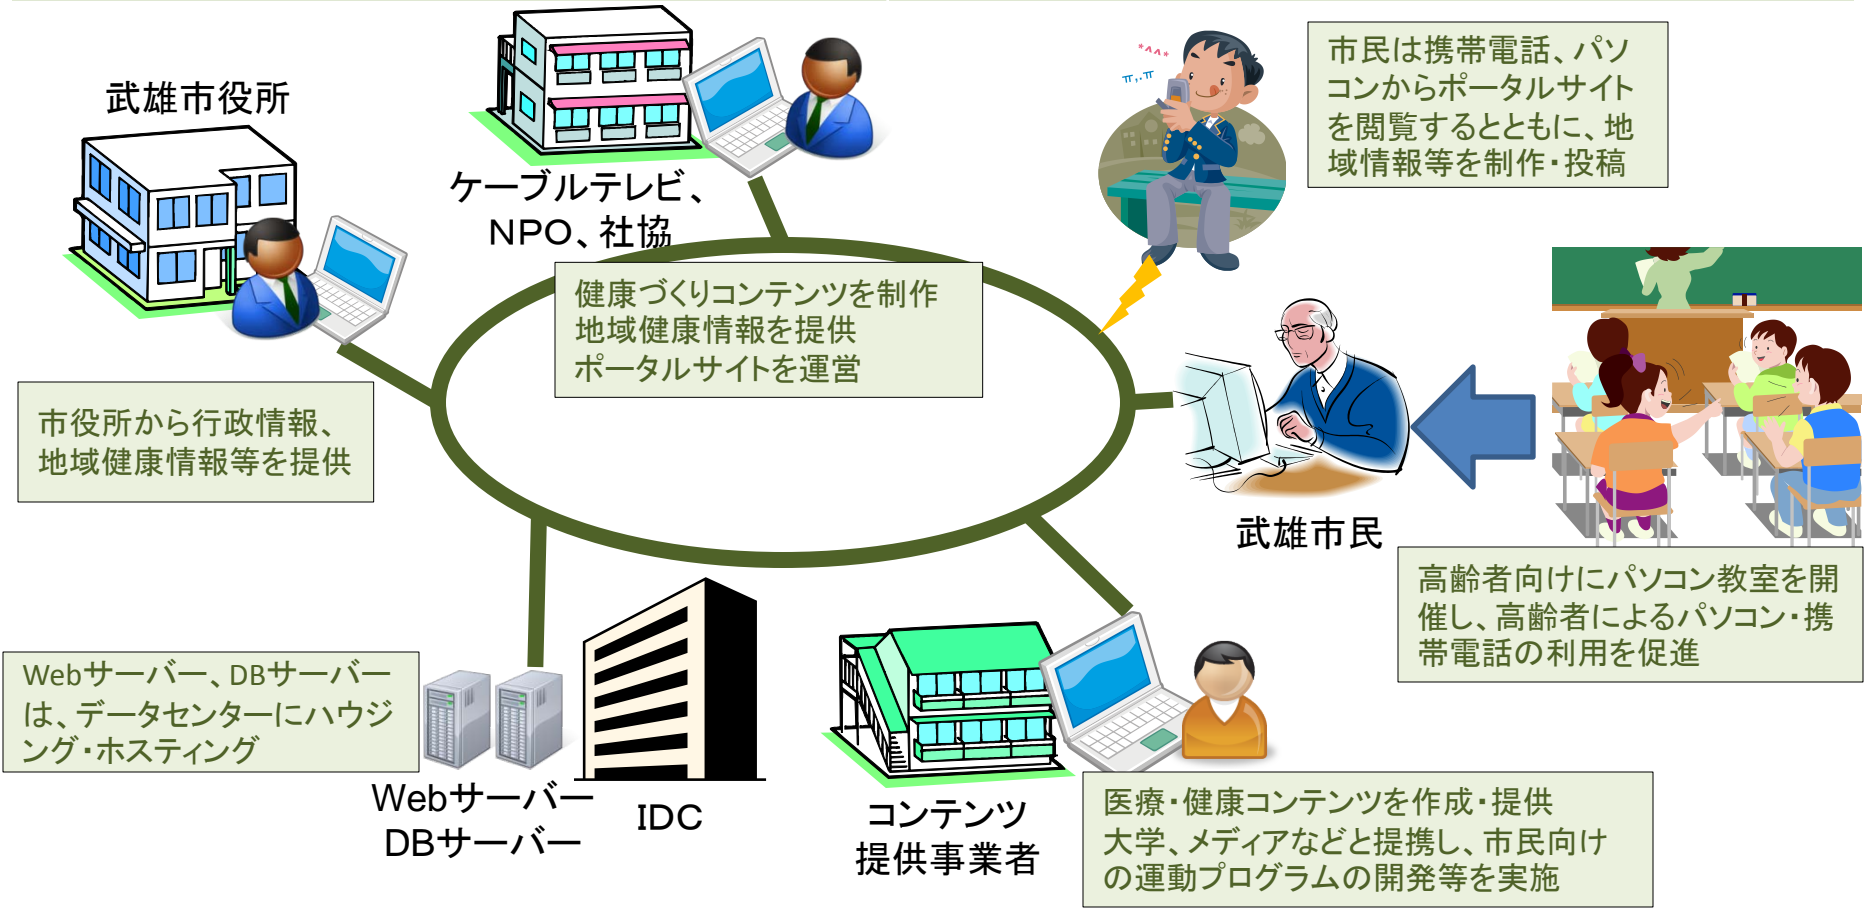 武雄市役所
ケーブルテレビ、
NPO、社協
*^^*
π,.π
市民は携帯電話、パソ
コンからポータルサイト
を閲覧するとともに、地
域情報等を制作・投稿
健康づくりコンテンツを制作
地域健康情報を提供
ポータルサイトを運営
市役所から行政情報、
地域健康情報等を提供
武雄市民
高齢者向けにパソコン教室を開
催し、高齢者によるパソコン・携
帯電話の利用を促進
Webサーバー、DBサーバー
は、データセンターにハウジ
ング・ホスティング
Webサーバー
DBサーバー
IDC
コンテンツ
提供事業者
医療・健康コンテンツを作成・提供
大学、メディアなどと提携し、市民向け
の運動プログラムの開発等を実施